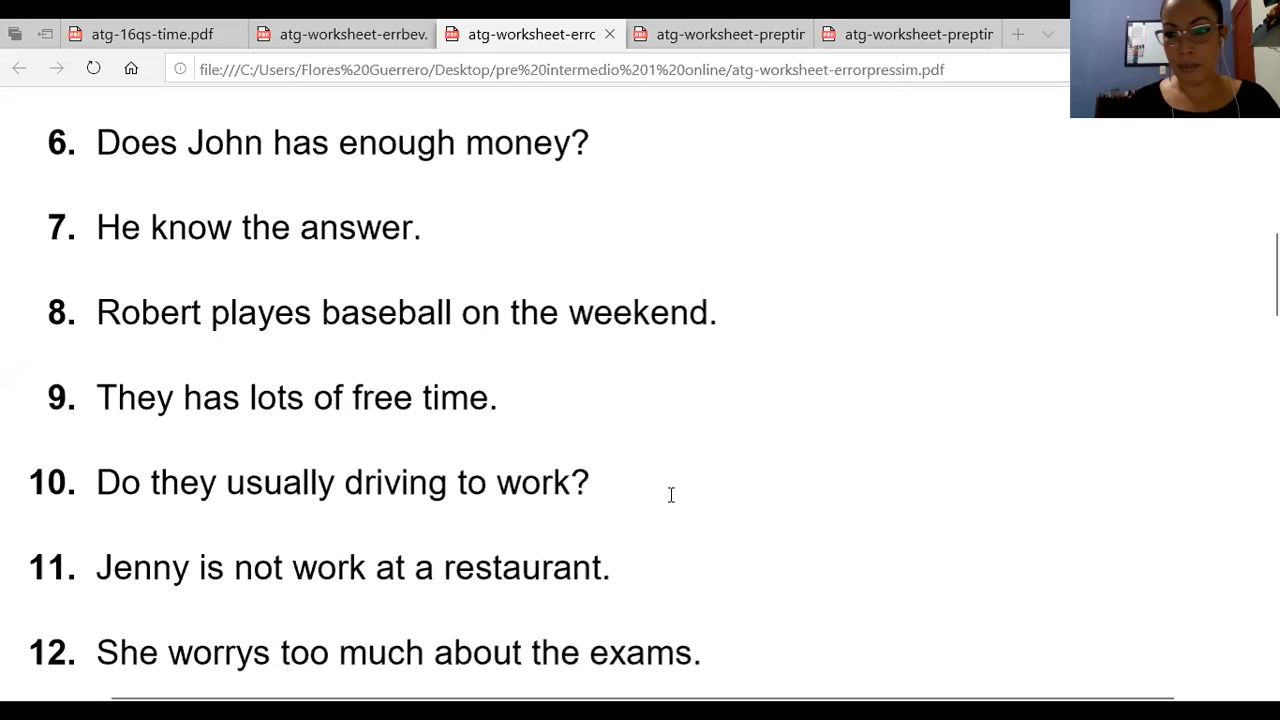 atg-16qs-time.pdf atg-worksheet-errbev. atg-worksheet-erro atg-worksheet-preptir atg-worksheet-preptir
file:///C:/Users/Flores%20Guerrero/Desktop/pre%20intermedio%201%20online/atg-worksheet-errorpressim.pdf
6. Does John has enough money?
7. He know the answer.
8. Robert playes baseball on the weekend.
9. They has lots of free time.
10. Do they usually driving to work?
11. Jenny is not work at a restaurant.
12. She worrys too much about the exams.